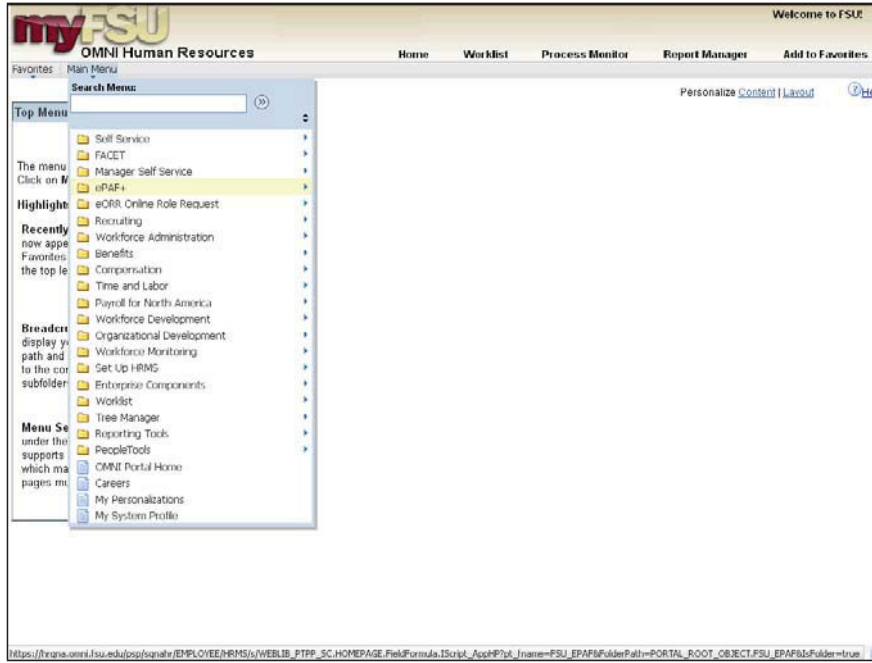 Welcome to FSU!
myFSU
OMNI Human Resources
Home Worklist Process Monitor Report Manager Add to Favorites
Favorites Main Menu
Search Menu:
Personalize Content | Layout
Top Menu
Self Service
FACET
The menu
Manager Self Service
Click on M
ePAF+
Highlight
eORR Online Role Request
Recruiting
Recently
Workforce Administration
now appe
Benefits
Favorites
Compensation
the top le
Time and Labor
Payroll for North America
Workforce Development
Breadcr
Organizational Development
display y
Workforce Monitoring
path and
Set Up HRMS
to the co
Enterprise Components
subfolder
Worklist
Tree Manager
Menu Se
Reporting Tools
under the
PeopleTools
supports
OMNI Portal Home
which ma
Careers
pages mu
My Personalizations
My System Profile
https://hrqna.omni.fsu.edu/psp/sqnahr/EMPLOYEE/HRMS/s/WEBLIB_PTPP_SC.HOMEPAGE.FieldFormula.IScript_AppHP?pt_fname=FSU_EPAF&FolderPath=PORTAL_ROOT_OBJECT.FSU_EPAF&IsFolder=true